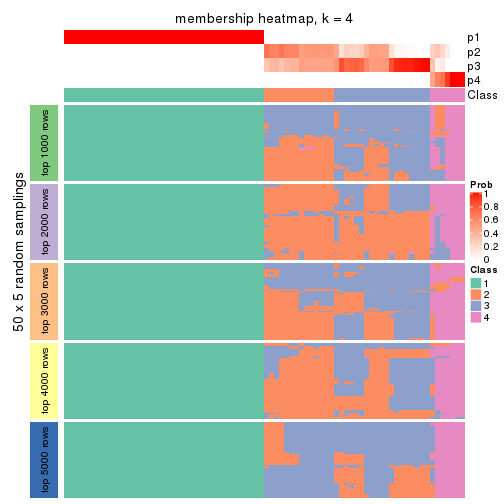 membership heatmap, k = 4
p1
p2
p3
p4
Class
50 x 5 random samplings
top 1000 rows
top 2000 rows
top 3000 rows
top 4000 rows
top 5000 rows
Prob
1
0.8
0.6
0.4
0.2
0
Class
1
2
3
4